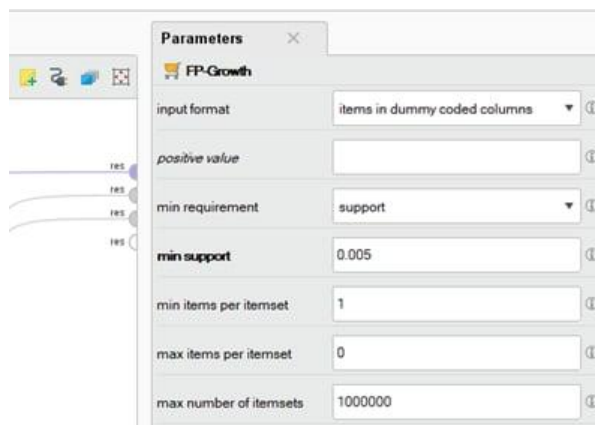 Parameters
FP-Growth
input format items in dummy coded columns
positive value
res
res
min requirement support
res
res
min support 0.005
min items per itemset 1
max items per itemset 0
max number of itemsets 1000000